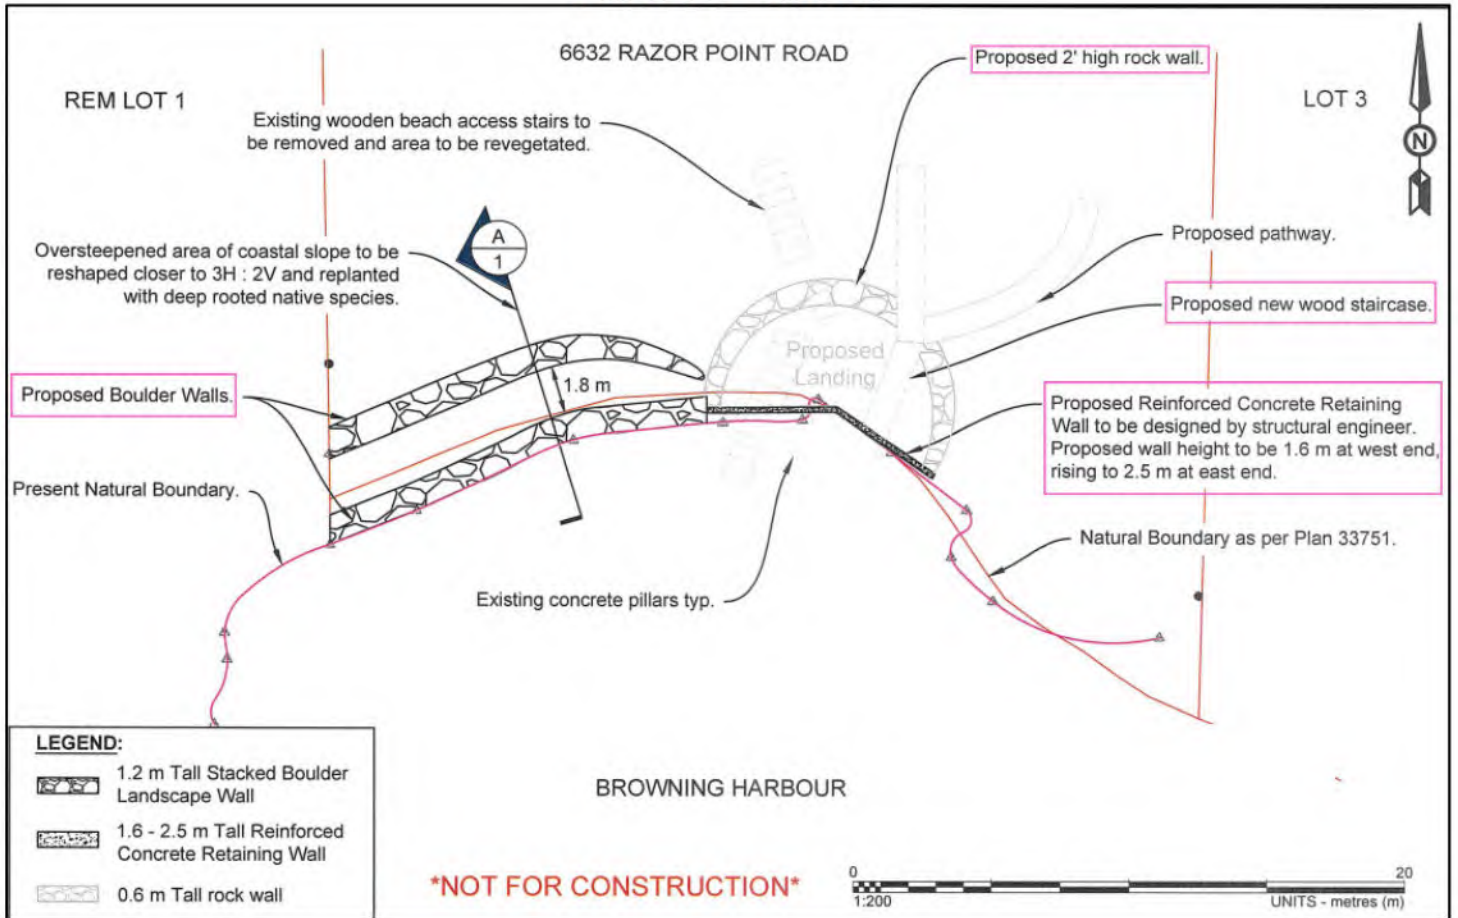 6632 RAZOR POINT ROAD
Proposed 2' high rock wall.
REM LOT 1
LOT 3
Existing wooden beach access stairs to
be removed and area to be revegetated.
N
A
1
Oversteepened area of coastal slope to be
reshaped closer to 3H : 2V and replanted
with deep rooted native species.
Proposed pathway.
Proposed new wood staircase.
Proposed
Landing
1.8 m
Proposed Boulder Walls.
Proposed Reinforced Concrete Retaining
Wall to be designed by structural engineer.
Proposed wall height to be 1.6 m at west end,
rising to 2.5 m at east end.
Present Natural Boundary.
Natural Boundary as per Plan 33751.
Existing concrete pillars typ.
LEGEND:
1.2 m Tall Stacked Boulder
Landscape Wall
1.6 - 2.5 m Tall Reinforced
Concrete Retaining Wall
0.6 m Tall rock wall
BROWNING HARBOUR
*NOT FOR CONSTRUCTION*
0
20
1:200
UNITS - metres (m)